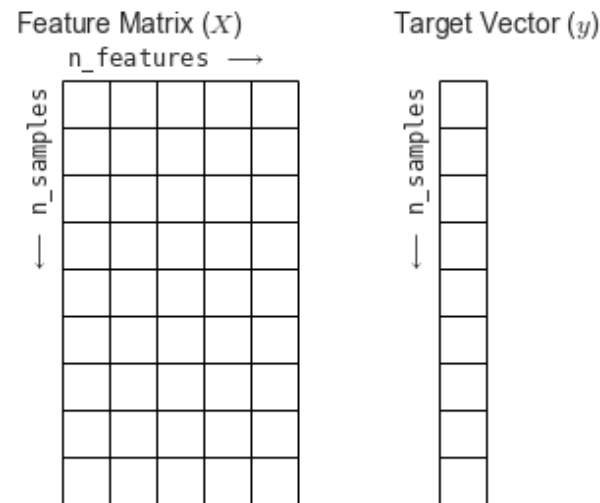 Feature Matrix (X)
n_features ⟶
← n_samples
Target Vector (y)
← n_samples